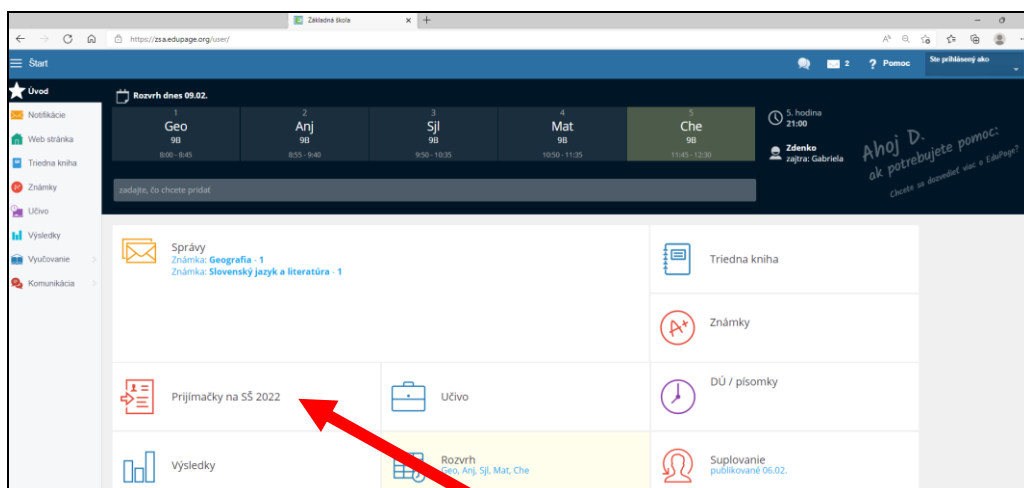 Základná škola
https://zsa.edupage.org/user/
Štart
2
Pomoc
Ste prihlásený ako
Úvod
Notifikácie
Web stránka
Triedna kniha
Známky
Učivo
Výsledky
Vyučovanie
Komunikácia
Rozvrh dnes 09.02.
1
Geo
9B
8:00 - 8:45
2
Anj
9B
8:55 - 9:40
3
Sjl
9B
9:50 - 10:35
4
Mat
9B
10:50 - 11:35
5
Che
9B
11:45 - 12:30
5. hodina
21:00
Zdenko
zajtra: Gabriela
Ahoj D.
ak potrebujete pomoc:
Chcete sa dozvedieť viac o EduPage?
zadajte, čo chcete pridať
Správy
Známka: Geografia - 1
Známka: Slovenský jazyk a literatúra - 1
Triedna kniha
Známky
Prijímačky na SŠ 2022
Učivo
DÚ / písomky
Výsledky
Rozvrh
Geo, Anj, Sjl, Mat, Che
Suplovanie
publikované 06.02.